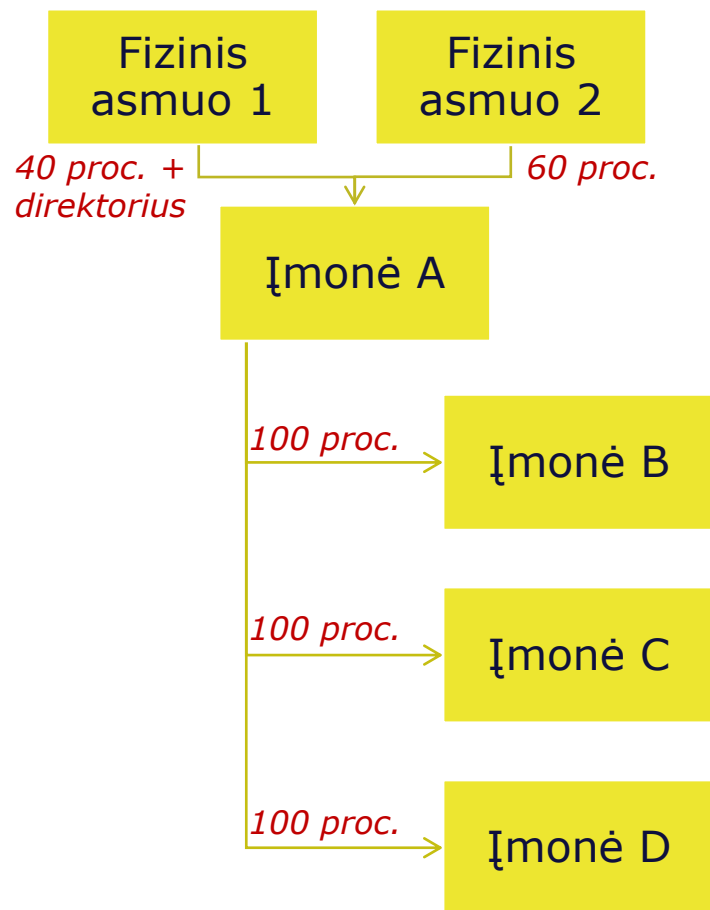 Fizinis
asmuo 1
Fizinis
asmuo 2
40 proc. +
direktorius
60 proc.
Įmonė A
100 proc.
Įmonė B
100 proc.
Įmonė C
100 proc.
Įmonė D